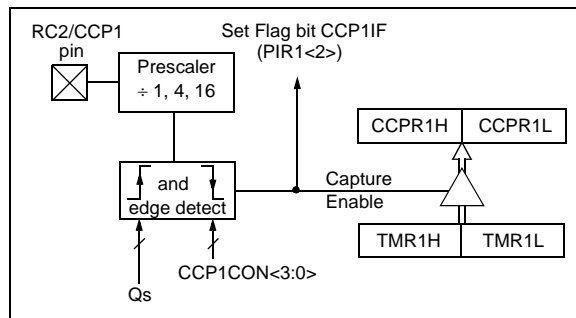 RC2/CCP1
pin
Set Flag bit CCP1IF
(PIR1<2>)
Prescaler
÷ 1, 4, 16
CCPR1H CCPR1L
and
edge detect
Capture
Enable
TMR1H TMR1L
CCP1CON<3:0>
Qs